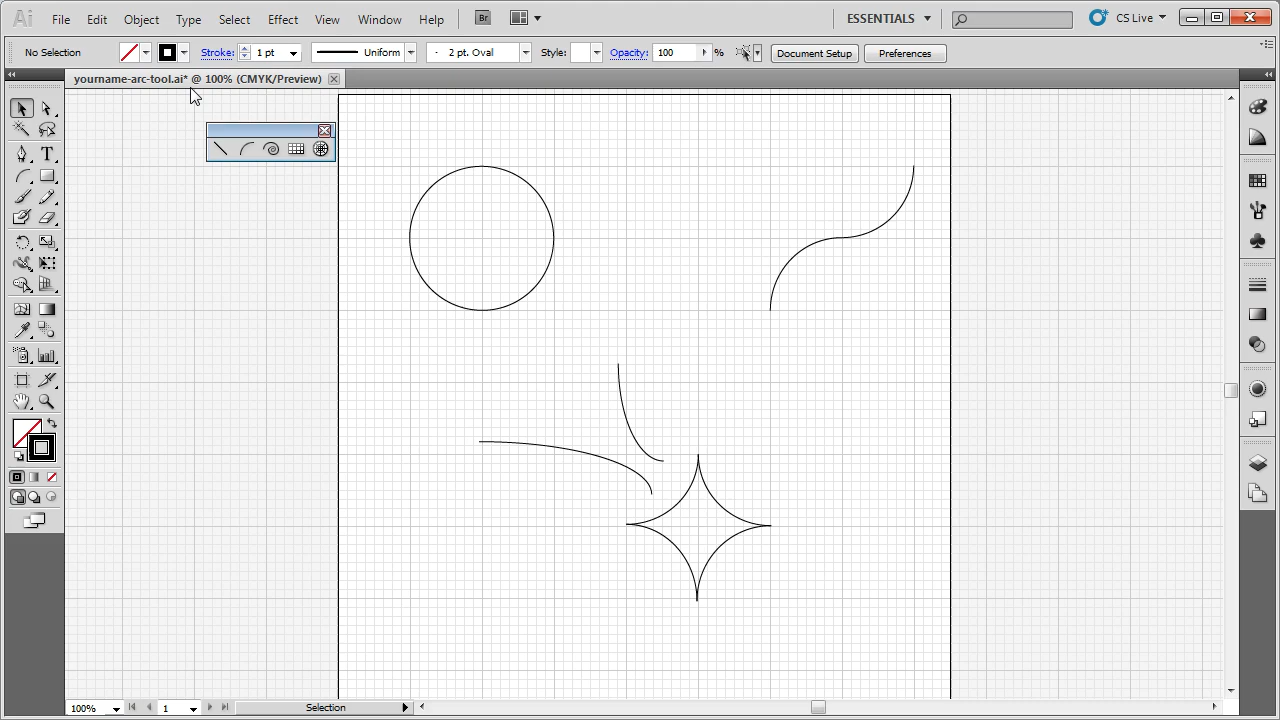 Ai File Edit Object Type Select Effect View Window Help Br ESSENTIALS CS Live
No Selection Stroke: 1 pt Uniform 2 pt. Oval Style: Opacity: 100 % Document Setup Preferences
yourname-arc-tool.ai* @ 100% (CMYK/Preview)
T
100% 1 Selection